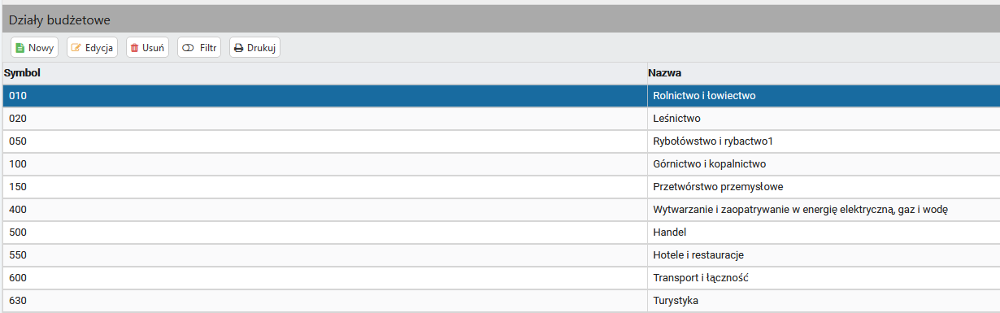 Działy budżetowe
Nowy Edycja Usuń Filtr Drukuj
Symbol Nazwa
010 Rolnictwo i łowiectwo
020 Leśnictwo
050 Rybołówstwo i rybactwo1
100 Górnictwo i kopalnictwo
150 Przetwórstwo przemysłowe
400 Wytwarzanie i zaopatrywanie w energię elektryczną, gaz i wodę
500 Handel
550 Hotele i restauracje
600 Transport i łączność
630 Turystyka